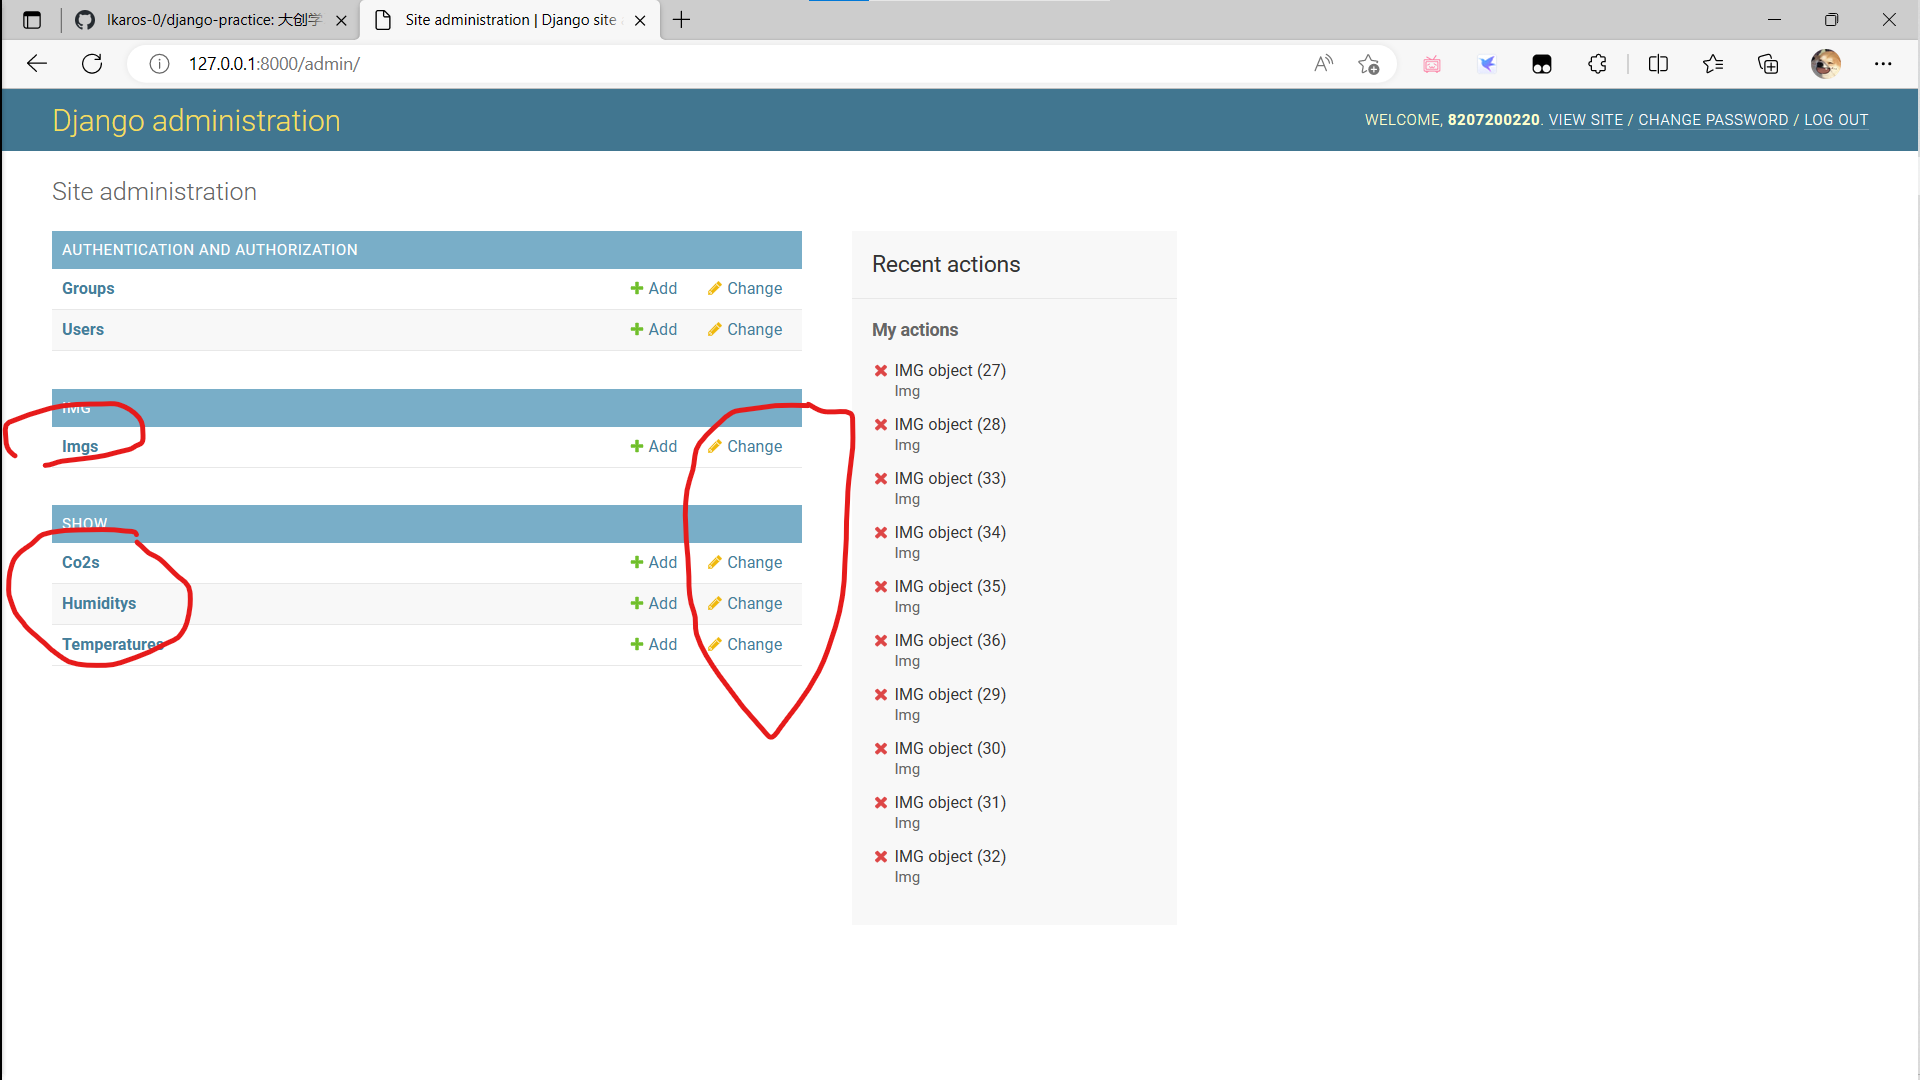 Ikaros-0/django-practice: 大创学
Site administration | Django site
127.0.0.1:8000/admin/
Django administration
WELCOME, 8207200220. VIEW SITE / CHANGE PASSWORD / LOG OUT
Site administration
AUTHENTICATION AND AUTHORIZATION
Groups Add Change
Users Add Change
IMG
Imgs Add Change
SHOW
Co2s Add Change
Humiditys Add Change
Temperatures Add Change
Recent actions
My actions
IMG object (27)
Img
IMG object (28)
Img
IMG object (33)
Img
IMG object (34)
Img
IMG object (35)
Img
IMG object (36)
Img
IMG object (29)
Img
IMG object (30)
Img
IMG object (31)
Img
IMG object (32)
Img